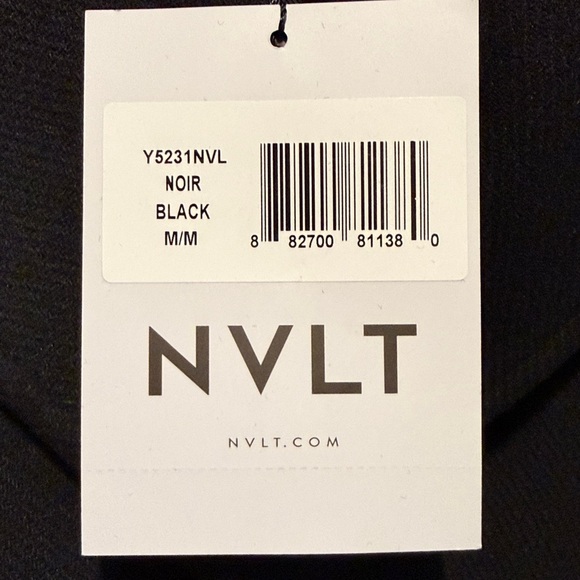 Y5231NVL
NOIR
BLACK
M/M
8 82700 81138 0
NVLT
NVLT.COM